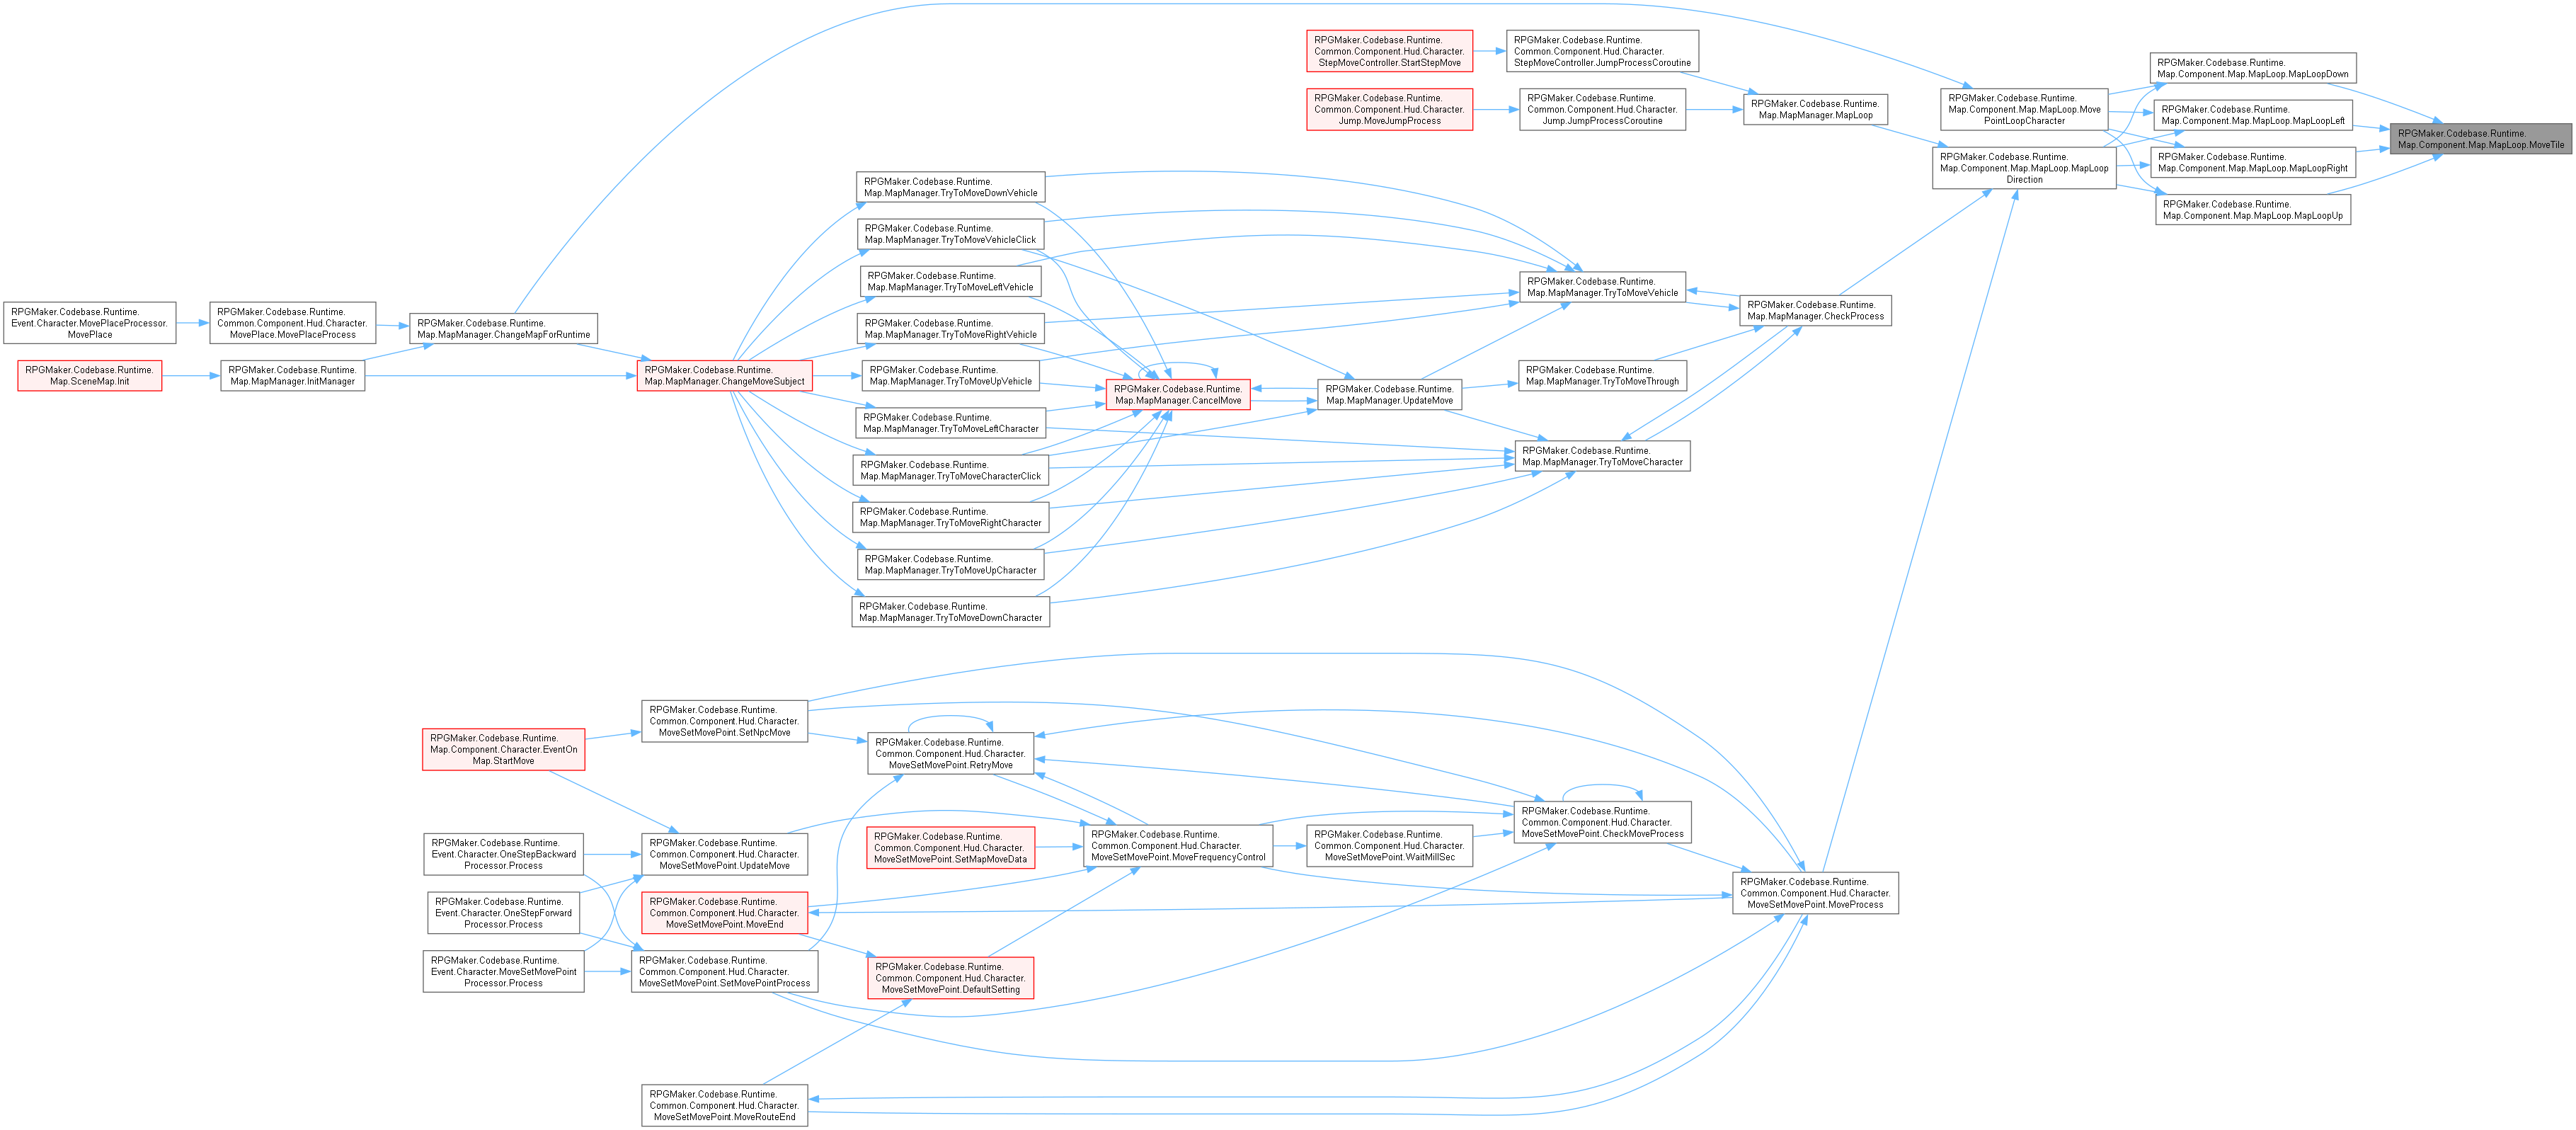 RPGMaker.Codebase.Runtime.
Event.Character.MovePlaceProcessor.
MovePlace
RPGMaker.Codebase.Runtime.
Map.SceneMap.Init
RPGMaker.Codebase.Runtime.
Common.Component.Hud.Character.
MovePlace.MovePlaceProcess
RPGMaker.Codebase.Runtime.
Map.MapManager.InitManager
RPGMaker.Codebase.Runtime.
Map.MapManager.ChangeMapForRuntime
RPGMaker.Codebase.Runtime.
Map.MapManager.ChangeMoveSubject
RPGMaker.Codebase.Runtime.
Map.MapManager.TryToMoveDownVehicle
RPGMaker.Codebase.Runtime.
Map.MapManager.TryToMoveVehicleClick
RPGMaker.Codebase.Runtime.
Map.MapManager.TryToMoveLeftVehicle
RPGMaker.Codebase.Runtime.
Map.MapManager.TryToMoveRightVehicle
RPGMaker.Codebase.Runtime.
Map.MapManager.TryToMoveUpVehicle
RPGMaker.Codebase.Runtime.
Map.MapManager.TryToMoveLeftCharacter
RPGMaker.Codebase.Runtime.
Map.MapManager.TryToMoveCharacterClick
RPGMaker.Codebase.Runtime.
Map.MapManager.TryToMoveRightCharacter
RPGMaker.Codebase.Runtime.
Map.MapManager.TryToMoveUpCharacter
RPGMaker.Codebase.Runtime.
Map.MapManager.TryToMoveDownCharacter
RPGMaker.Codebase.Runtime.
Map.MapManager.CancelMove
RPGMaker.Codebase.Runtime.
Common.Component.Hud.Character.
StepMoveController.StartStepMove
RPGMaker.Codebase.Runtime.
Common.Component.Hud.Character.
Jump.MoveJumpProcess
RPGMaker.Codebase.Runtime.
Map.MapManager.UpdateMove
RPGMaker.Codebase.Runtime.
Common.Component.Hud.Character.
StepMoveController.JumpProcessCoroutine
RPGMaker.Codebase.Runtime.
Common.Component.Hud.Character.
Jump.JumpProcessCoroutine
RPGMaker.Codebase.Runtime.
Map.MapManager.TryToMoveVehicle
RPGMaker.Codebase.Runtime.
Map.MapManager.TryToMoveThrough
RPGMaker.Codebase.Runtime.
Map.MapManager.TryToMoveCharacter
RPGMaker.Codebase.Runtime.
Map.MapManager.MapLoop
RPGMaker.Codebase.Runtime.
Map.MapManager.CheckProcess
RPGMaker.Codebase.Runtime.
Map.Component.Map.MapLoop.Move
PointLoopCharacter
RPGMaker.Codebase.Runtime.
Map.Component.Map.MapLoop.MapLoop
Direction
RPGMaker.Codebase.Runtime.
Map.Component.Map.MapLoop.MapLoopDown
RPGMaker.Codebase.Runtime.
Map.Component.Map.MapLoop.MapLoopLeft
RPGMaker.Codebase.Runtime.
Map.Component.Map.MapLoop.MapLoopRight
RPGMaker.Codebase.Runtime.
Map.Component.Map.MapLoop.MapLoopUp
RPGMaker.Codebase.Runtime.
Map.Component.Map.MapLoop.MoveTile
RPGMaker.Codebase.Runtime.
Map.Component.Character.EventOn
Map.StartMove
RPGMaker.Codebase.Runtime.
Event.Character.OneStepBackward
Processor.Process
RPGMaker.Codebase.Runtime.
Event.Character.OneStepForward
Processor.Process
RPGMaker.Codebase.Runtime.
Event.Character.MoveSetMovePoint
Processor.Process
RPGMaker.Codebase.Runtime.
Common.Component.Hud.Character.
MoveSetMovePoint.SetNpcMove
RPGMaker.Codebase.Runtime.
Common.Component.Hud.Character.
MoveSetMovePoint.UpdateMove
RPGMaker.Codebase.Runtime.
Common.Component.Hud.Character.
MoveSetMovePoint.MoveEnd
RPGMaker.Codebase.Runtime.
Common.Component.Hud.Character.
MoveSetMovePoint.SetMovePointProcess
RPGMaker.Codebase.Runtime.
Common.Component.Hud.Character.
MoveSetMovePoint.MoveRouteEnd
RPGMaker.Codebase.Runtime.
Common.Component.Hud.Character.
MoveSetMovePoint.RetryMove
RPGMaker.Codebase.Runtime.
Common.Component.Hud.Character.
MoveSetMovePoint.SetMapMoveData
RPGMaker.Codebase.Runtime.
Common.Component.Hud.Character.
MoveSetMovePoint.DefaultSetting
RPGMaker.Codebase.Runtime.
Common.Component.Hud.Character.
MoveSetMovePoint.MoveFrequencyControl
RPGMaker.Codebase.Runtime.
Common.Component.Hud.Character.
MoveSetMovePoint.WaitMillSec
RPGMaker.Codebase.Runtime.
Common.Component.Hud.Character.
MoveSetMovePoint.CheckMoveProcess
RPGMaker.Codebase.Runtime.
Common.Component.Hud.Character.
MoveSetMovePoint.MoveProcess